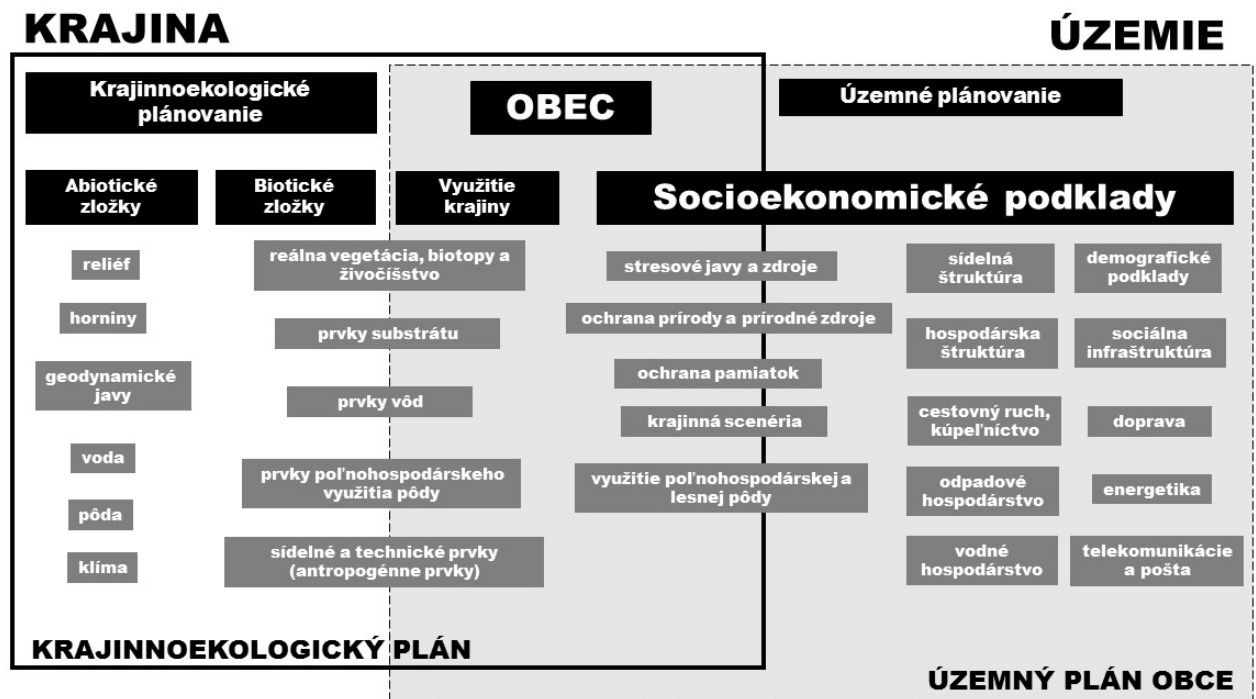 KRAJINA
ÚZEMIE
Krajinnoekologické
plánovanie
OBEC
Územné plánovanie
Abiotické
zložky
Biotické
zložky
Využitie
krajiny
Socioekonomické podklady
reliéf
horniny
geodynamické
javy
voda
pôda
klíma
reálna vegetácia, biotopy a
živočíšstvo
prvky substrátu
prvky vôd
prvky poľnohospodárskeho
využitia pôdy
sídelné a technické prvky
(antropogénne prvky)
stresové javy a zdroje
ochrana prírody a prírodné zdroje
ochrana pamiatok
krajinná scenéria
využitie poľnohospodárskej a
lesnej pôdy
sídelná
štruktúra
hospodárska
štruktúra
cestovný ruch,
kúpeľníctvo
odpadové
hospodárstvo
vodné
hospodárstvo
demografické
podklady
sociálna
infraštruktúra
doprava
energetika
telekomunikácie
a pošta
KRAJINNOEKOLOGICKÝ PLÁN
ÚZEMNÝ PLÁN OBCE